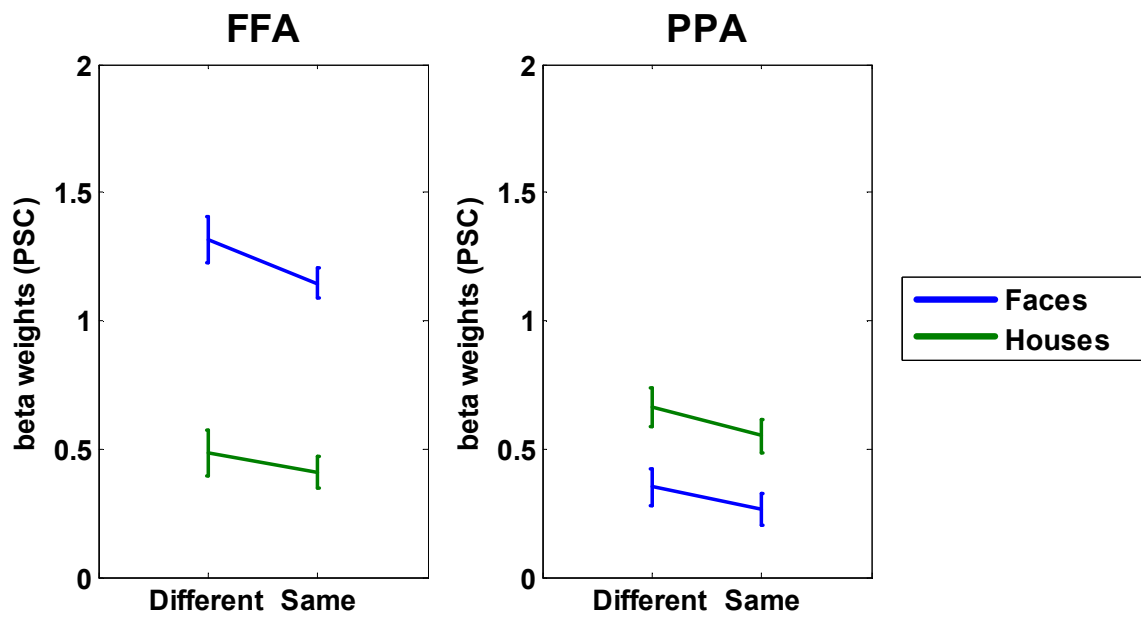 FFA
PPA
2
1.5
1
0.5
0
beta weights (PSC)
Different Same
2
1.5
1
0.5
0
beta weights (PSC)
Different Same
Faces
Houses